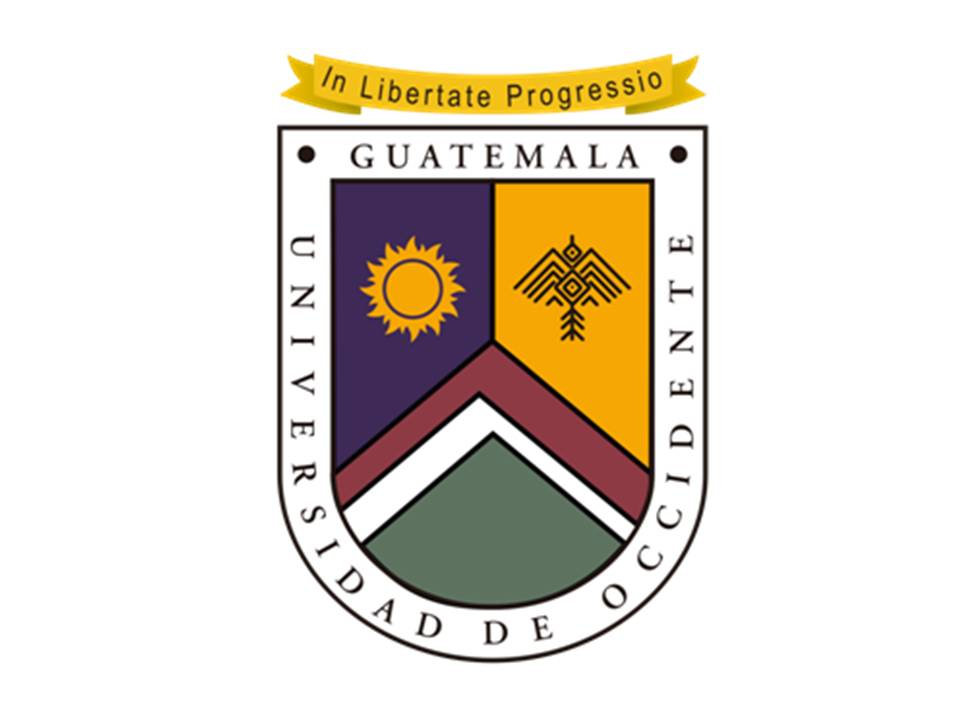 In Libertate Progressio
• GUATEMALA •
UNIVERSIDAD DE OCCIDENTE